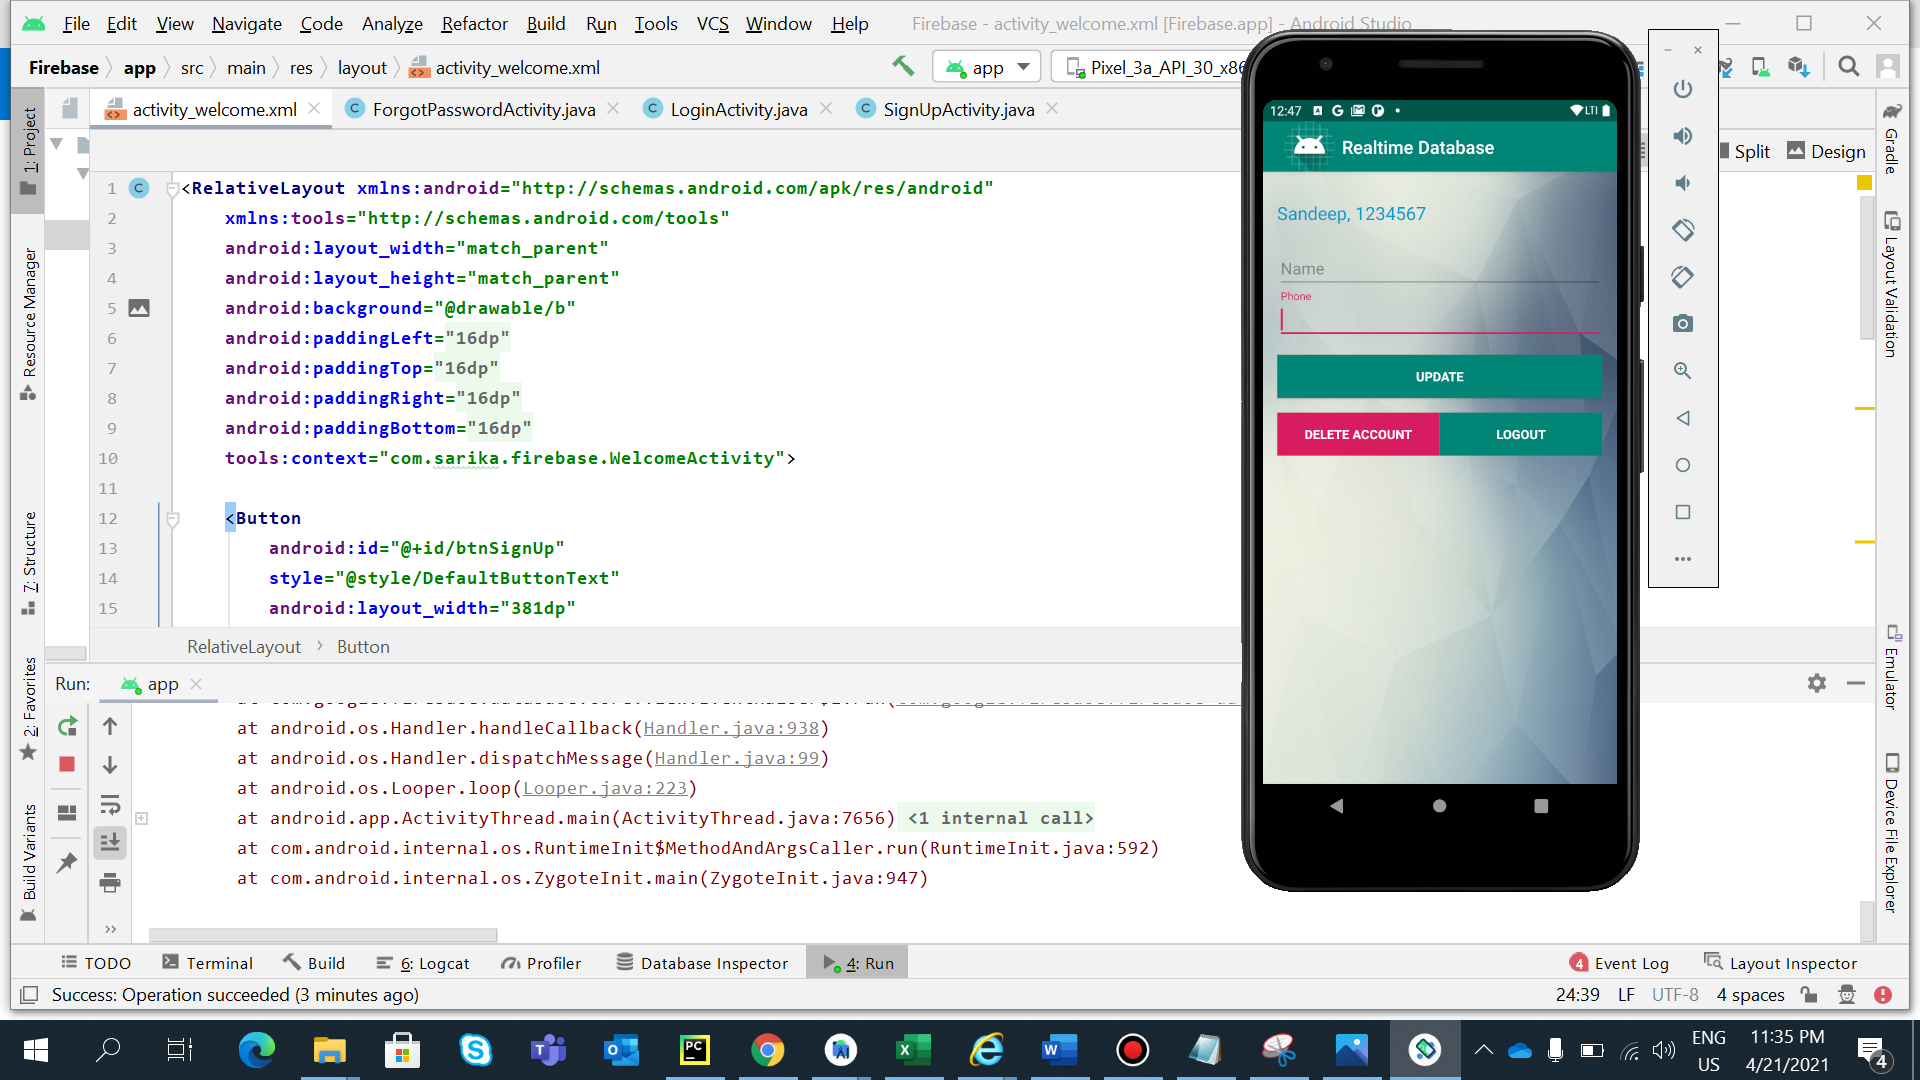 File Edit View Navigate Code Analyze Refactor Build Run Tools VCS Window Help Firebase - activity_welcome.xml [Firebase.app] - Android Studio
Firebase app src main res layout activity_welcome.xml app Pixel_3a_API_30_x86
activity_welcome.xml ForgotPasswordActivity.java LoginActivity.java SignUpActivity.java
Split Design
1 <RelativeLayout xmlns:android="http://schemas.android.com/apk/res/android"
2 xmlns:tools="http://schemas.android.com/tools"
3 android:layout_width="match_parent"
4 android:layout_height="match_parent"
5 android:background="@drawable/b"
6 android:paddingLeft="16dp"
7 android:paddingTop="16dp"
8 android:paddingRight="16dp"
9 android:paddingBottom="16dp"
10 tools:context="com.sarika.firebase.WelcomeActivity">
11
12 <Button
13 android:id="@+id/btnSignUp"
14 style="@style/DefaultButtonText"
15 android:layout_width="381dp"
RelativeLayout Button
1: Project
Resource Manager
7: Structure
2: Favorites
Build Variants
12:47 LTE
Realtime Database
Sandeep, 1234567
Name
Phone
UPDATE
DELETE ACCOUNT LOGOUT
Gradle
Layout Validation
Emulator
Device File Explorer
Run: app
at android.os.Handler.handleCallback(Handler.java:938)
at android.os.Handler.dispatchMessage(Handler.java:99)
at android.os.Looper.loop(Looper.java:223)
at android.app.ActivityThread.main(ActivityThread.java:7656) <1 internal call>
at com.android.internal.os.RuntimeInit$MethodAndArgsCaller.run(RuntimeInit.java:592)
at com.android.internal.os.ZygoteInit.main(ZygoteInit.java:947)
TODO Terminal Build 6: Logcat Profiler Database Inspector 4: Run 4 Event Log Layout Inspector
Success: Operation succeeded (3 minutes ago) 24:39 LF UTF-8 4 spaces
ENG 11:35 PM
US 4/21/2021 4